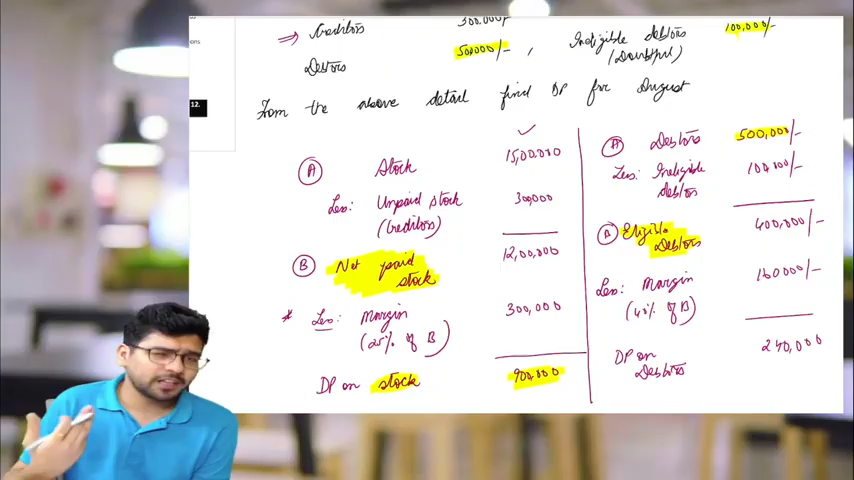 ⇒ Creditors 300,000/-
Debtors 500000/- , Ineligible debtors 100,000/-
(Doubtful)
From the above detail find DP for August
12.
A Stock 15,00,000
Less: Unpaid stock 300,000
(Creditors)
B Net paid stock 12,00,000
* Less: Margin 300,000
(25% of B)
DP on stock 900,000
A Debtors 500,000/-
Less: Ineligible debtors 100,000/-
B Eligible Debtors 400,000/-
Less: Margin 160000/-
(40% of B)
DP on Debtors 240,000